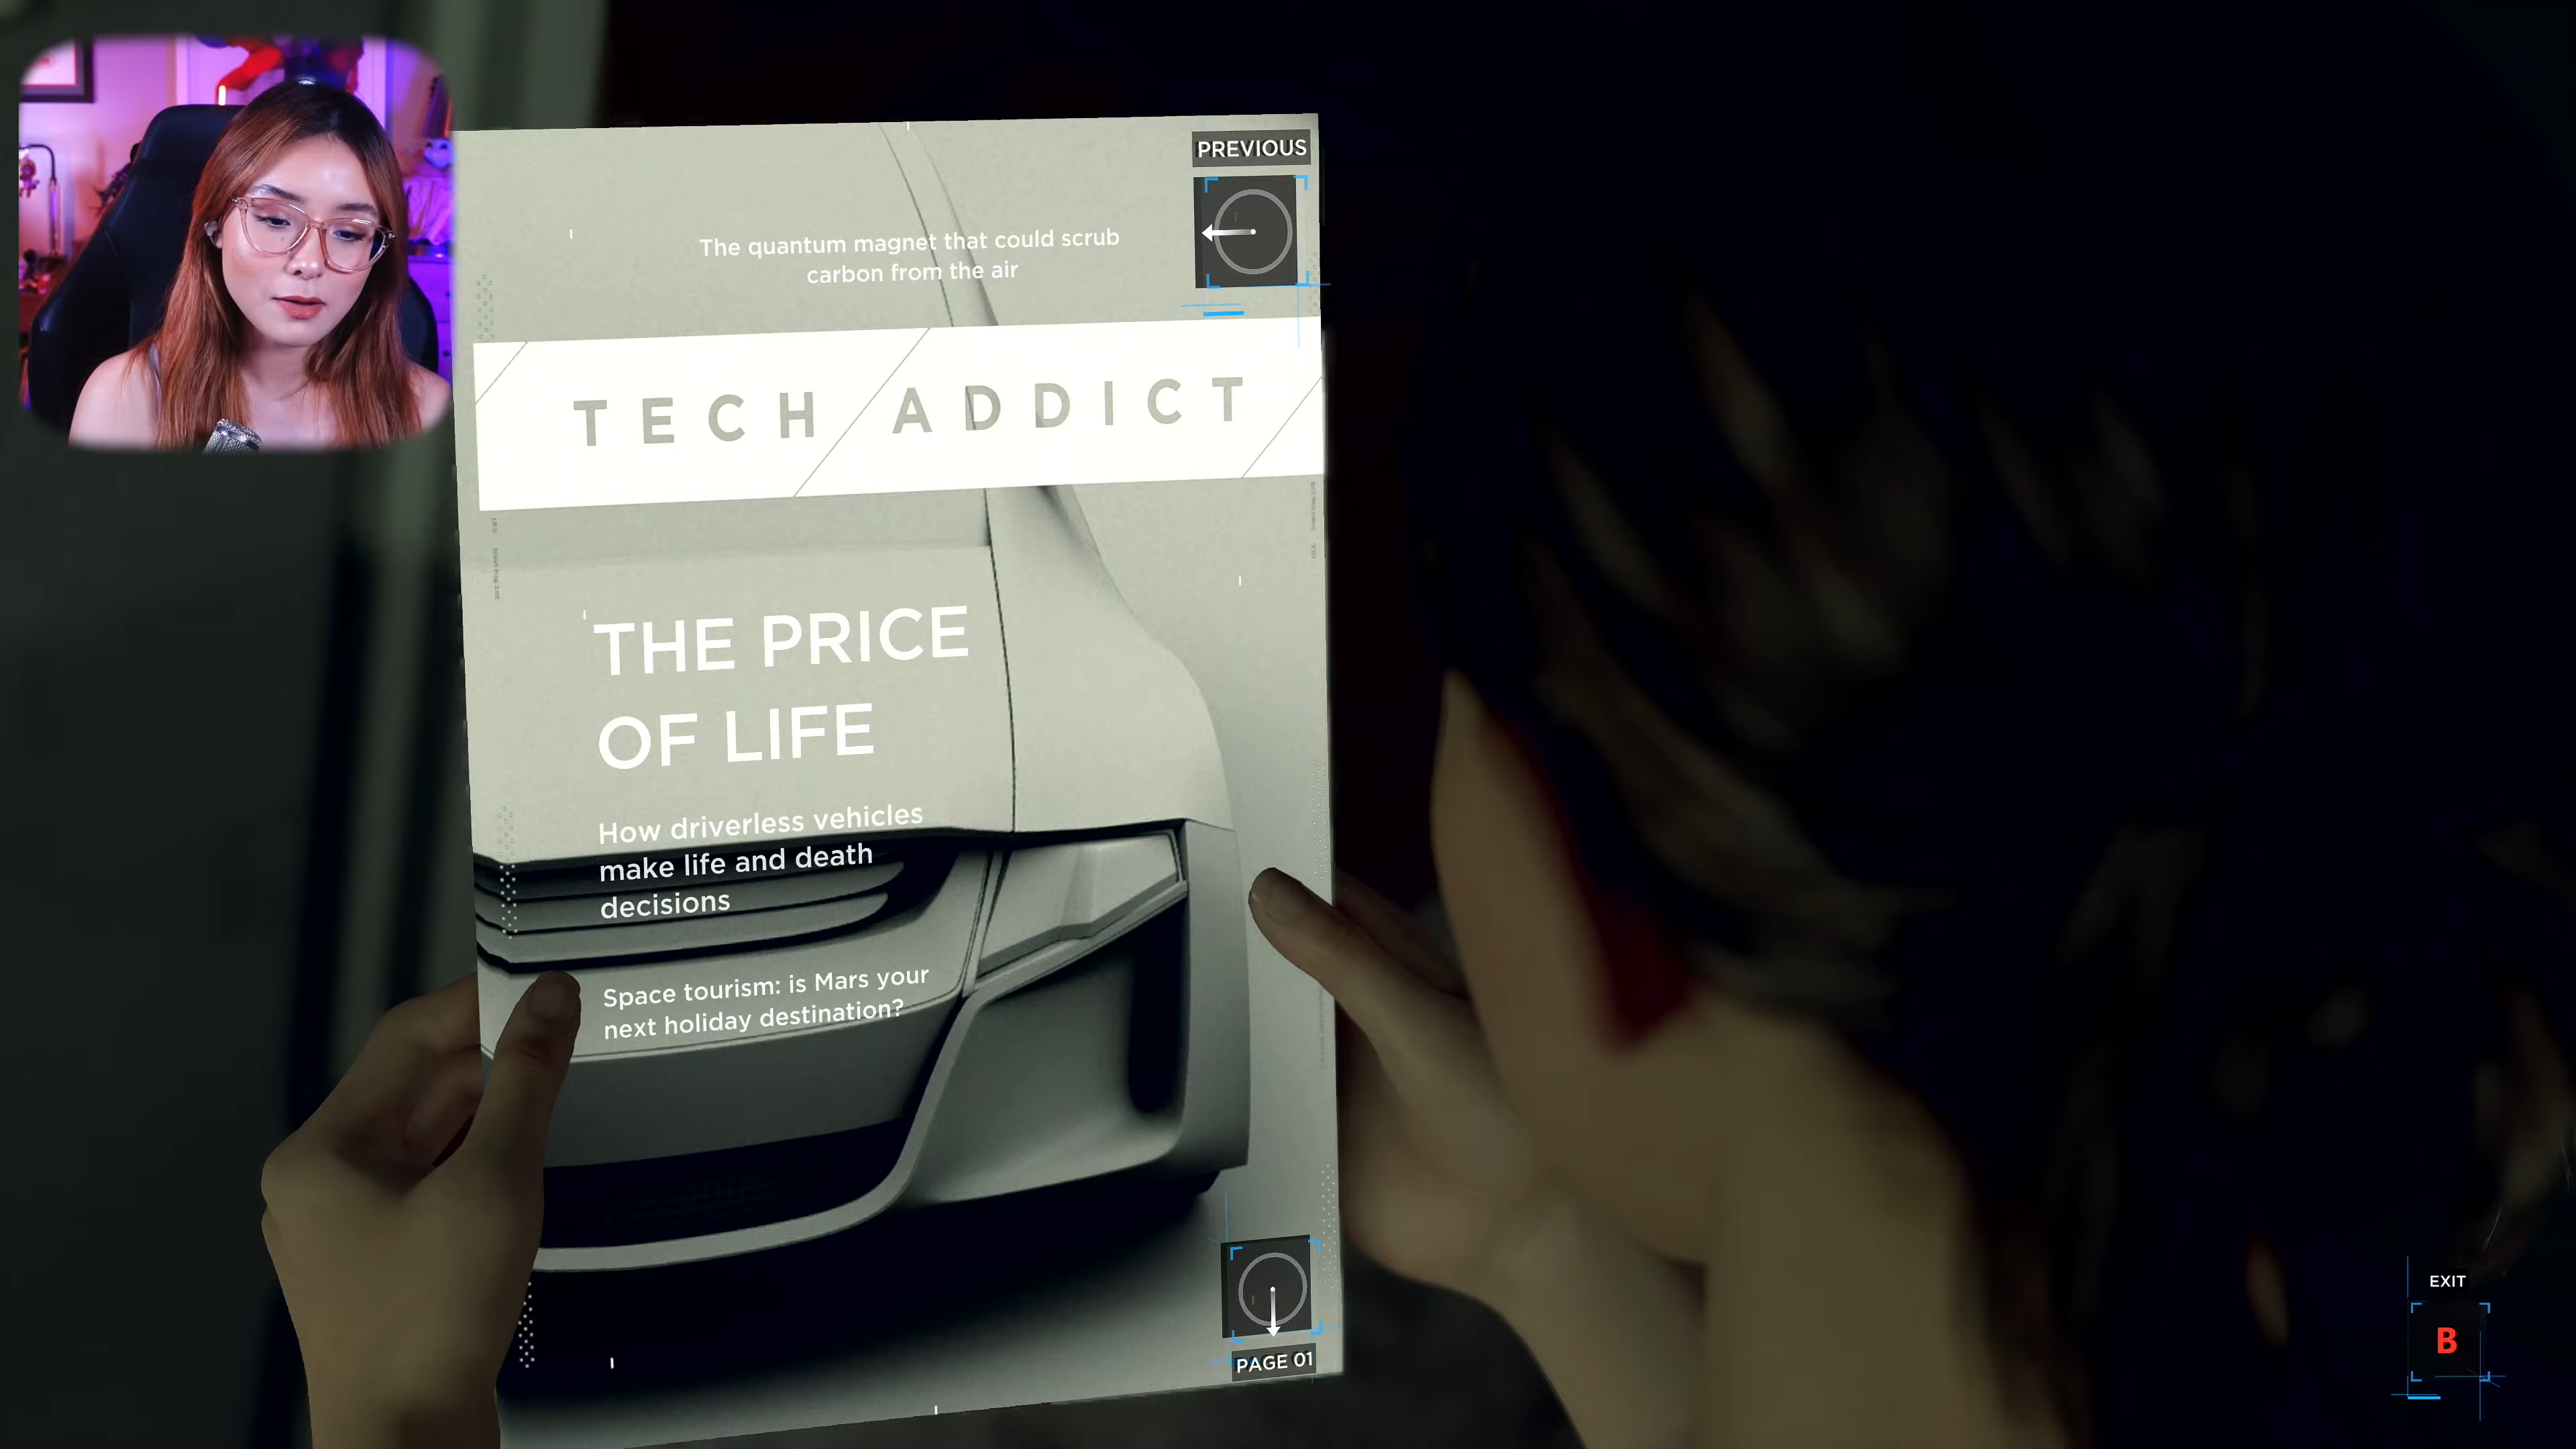 PREVIOUS
The quantum magnet that could scrub
carbon from the air
TECH ADDICT
THE PRICE
OF LIFE
How driverless vehicles
make life and death
decisions
Space tourism: is Mars your
next holiday destination?
PAGE 01
EXIT
B